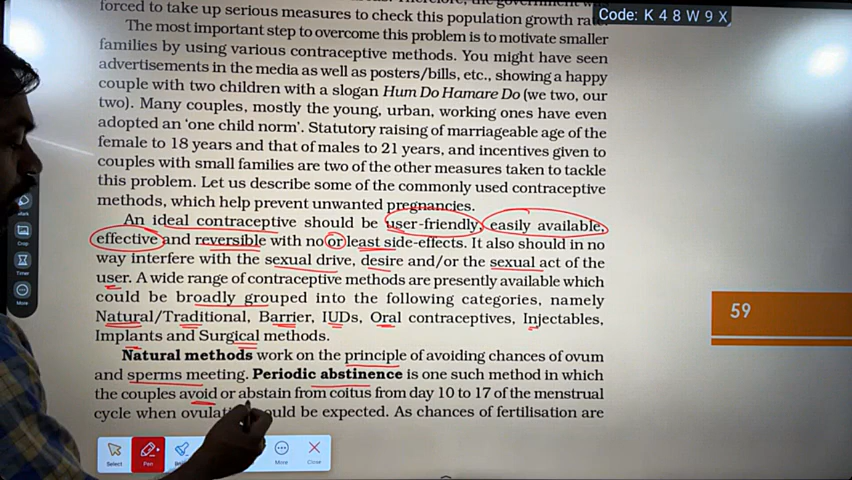 forced to take up serious measures to check this population growth
Code: K 4 8 W 9 X
The most important step to overcome this problem is to motivate smaller
families by using various contraceptive methods. You might have seen
advertisements in the media as well as posters/bills, etc., showing a happy
couple with two children with a slogan Hum Do Hamare Do (we two, our
two). Many couples, mostly the young, urban, working ones have even
adopted an ‘one child norm’. Statutory raising of marriageable age of the
female to 18 years and that of males to 21 years, and incentives given to
couples with small families are two of the other measures taken to tackle
this problem. Let us describe some of the commonly used contraceptive
methods, which help prevent unwanted pregnancies.
An ideal contraceptive should be user-friendly, easily available,
effective and reversible with no or least side-effects. It also should in no
way interfere with the sexual drive, desire and/or the sexual act of the
user. A wide range of contraceptive methods are presently available which
could be broadly grouped into the following categories, namely
Natural/Traditional, Barrier, IUDs, Oral contraceptives, Injectables,
Implants and Surgical methods.
Natural methods work on the principle of avoiding chances of ovum
and sperms meeting. Periodic abstinence is one such method in which
the couples avoid or abstain from coitus from day 10 to 17 of the menstrual
cycle when be expected. As chances of fertilisation are
59
Mark
Crop
Timer
More
Select
Pen
More
Close